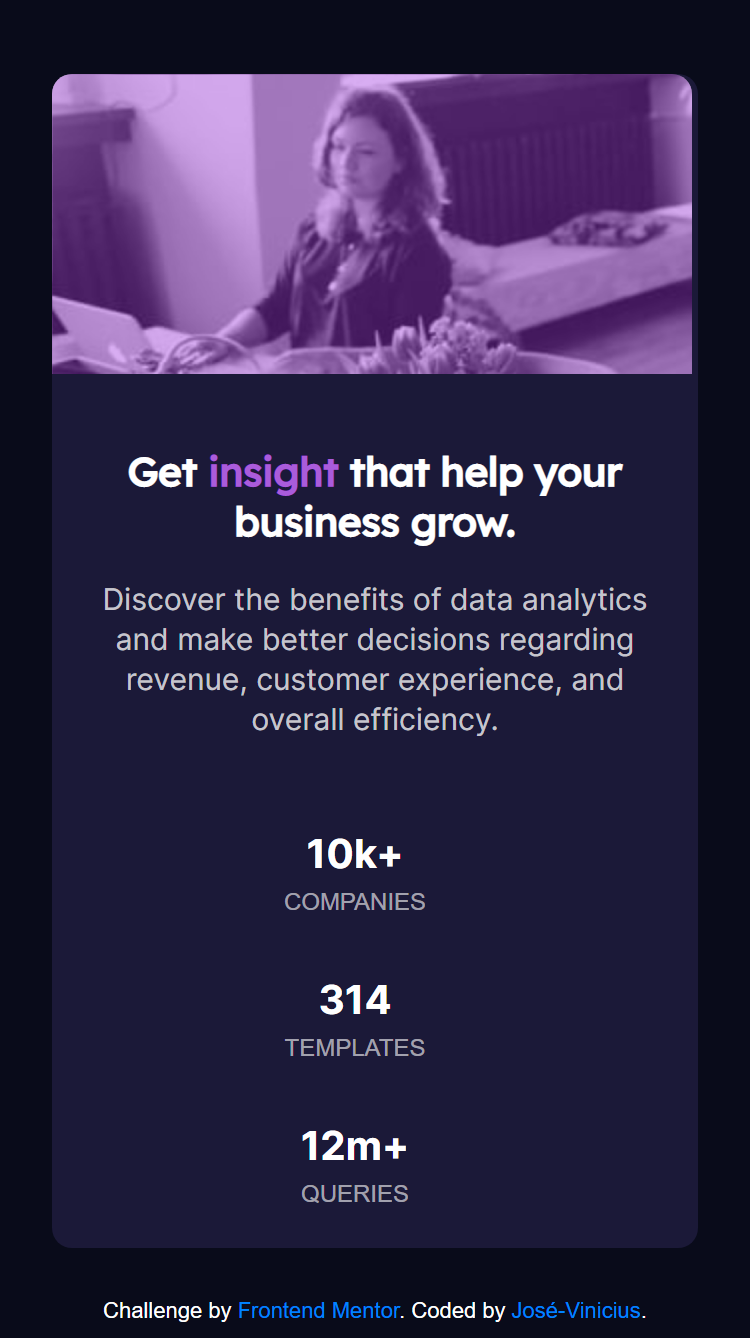 Get insight that help your
business grow.
Discover the benefits of data analytics
and make better decisions regarding
revenue, customer experience, and
overall efficiency.
10k+
COMPANIES
314
TEMPLATES
12m+
QUERIES
Challenge by Frontend Mentor. Coded by José-Vinicius.